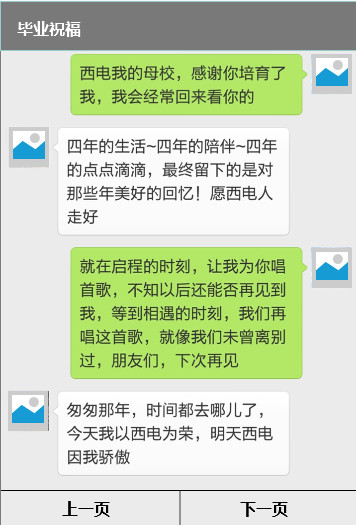 毕业祝福
西电我的母校，感谢你培育了
我，我会经常回来看你的
四年的生活~四年的陪伴~四年
的点点滴滴，最终留下的是对
那些年美好的回忆！愿西电人
走好
就在启程的时刻，让我为你唱
首歌，不知以后还能否再见到
我，等到相遇的时刻，我们再
唱这首歌，就像我们未曾离别
过，朋友们，下次再见
匆匆那年，时间都去哪儿了，
今天我以西电为荣，明天西电
因我骄傲
上一页 下一页